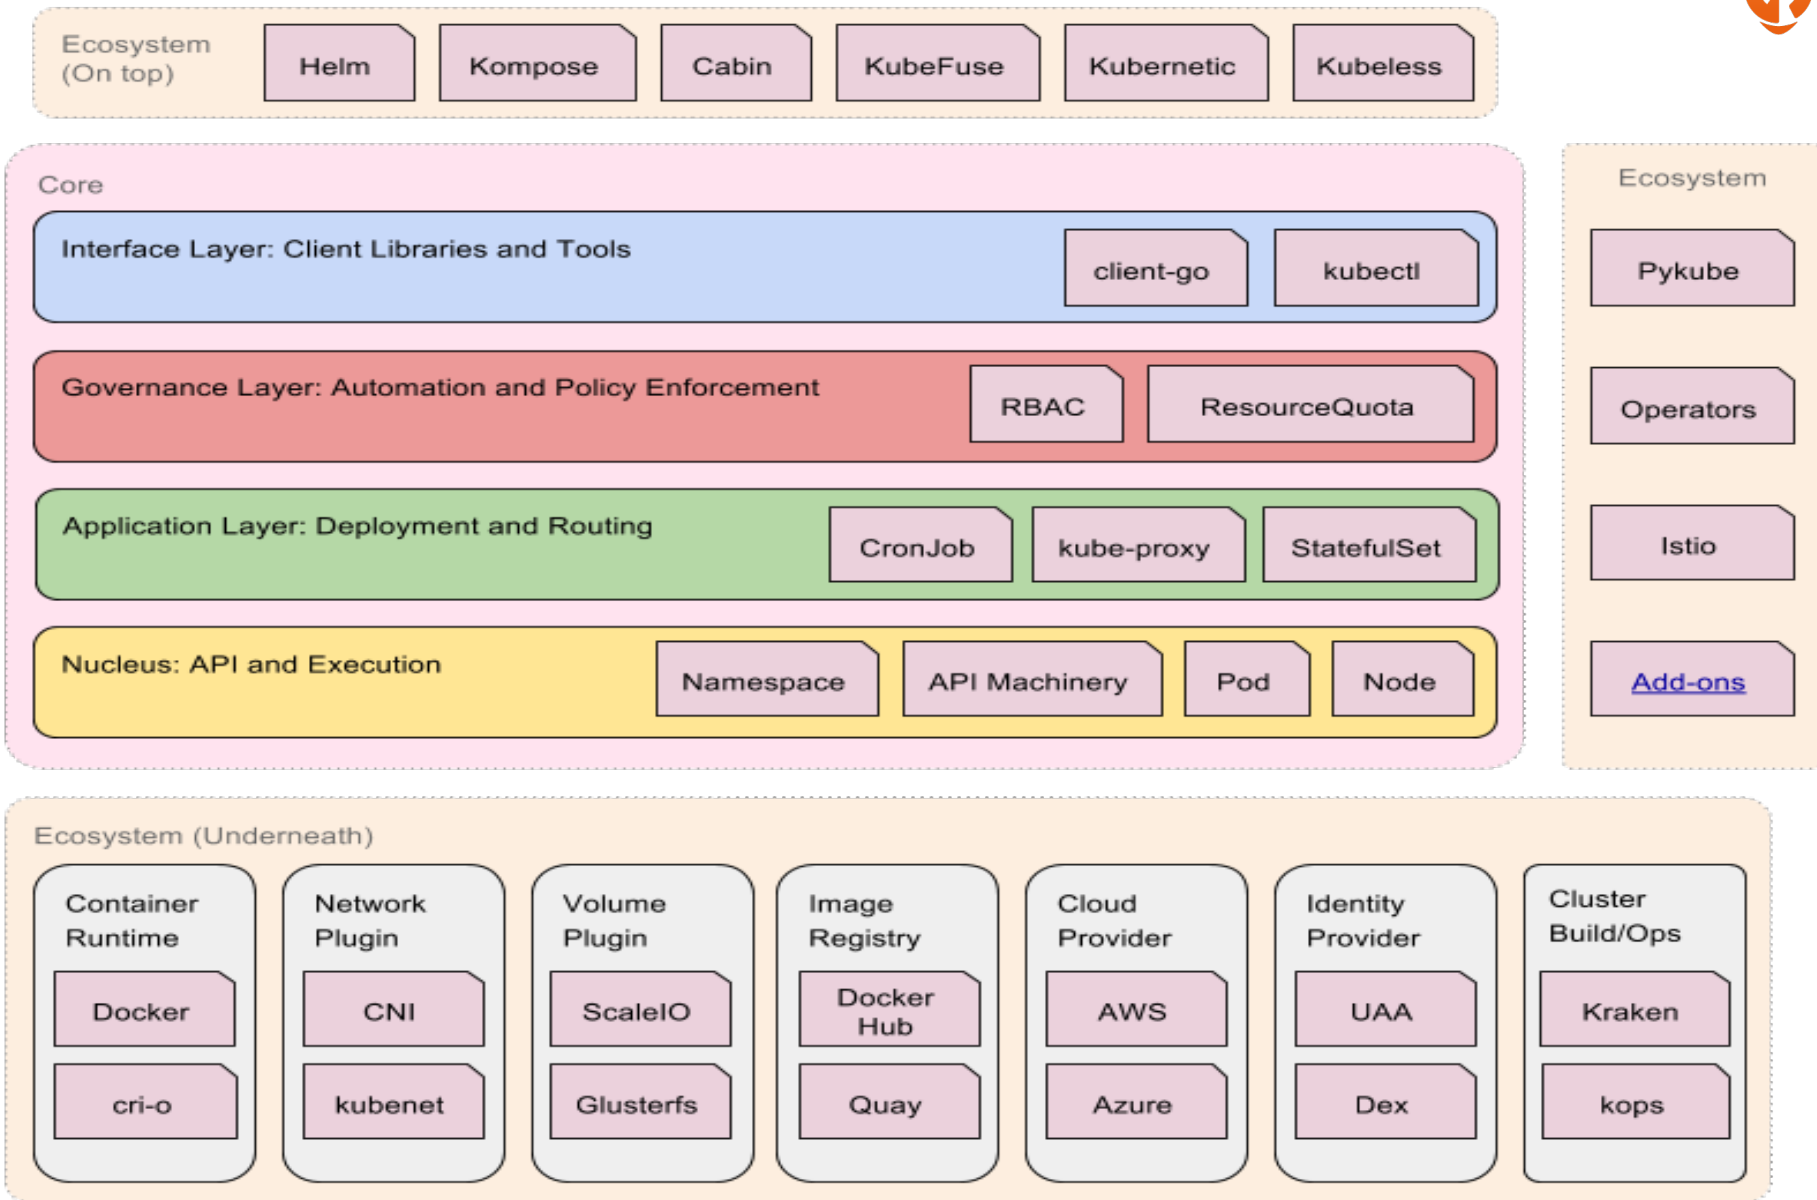 Ecosystem
(On top)
Helm
Kompose
Cabin
KubeFuse
Kubernetic
Kubeless
Core
Interface Layer: Client Libraries and Tools
client-go
kubectl
Governance Layer: Automation and Policy Enforcement
RBAC
ResourceQuota
Application Layer: Deployment and Routing
CronJob
kube-proxy
StatefulSet
Nucleus: API and Execution
Namespace
API Machinery
Pod
Node
Ecosystem
Pykube
Operators
Istio
Add-ons
Ecosystem (Underneath)
Container
Runtime
Docker
cri-o
Network
Plugin
CNI
kubenet
Volume
Plugin
ScaleIO
Glusterfs
Image
Registry
Docker
Hub
Quay
Cloud
Provider
AWS
Azure
Identity
Provider
UAA
Dex
Cluster
Build/Ops
Kraken
kops